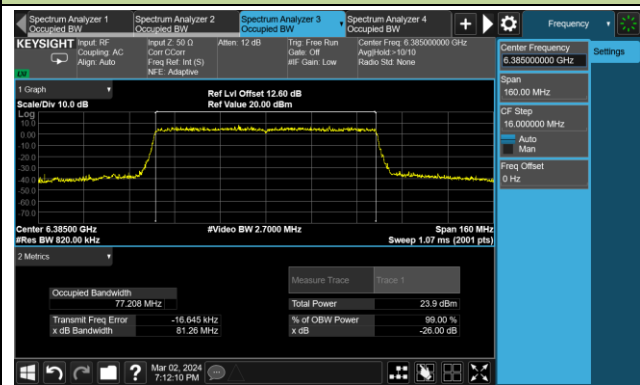 Spectrum Analyzer 1
Occupied BW
Spectrum Analyzer 2
Occupied BW
Spectrum Analyzer 3
Occupied BW
Spectrum Analyzer 4
Occupied BW
Frequency
KEYSIGHT
Input: RF
Coupling: AC
Align: Auto
Input Z: 50 Ω
Corr CCorr
Freq Ref: Int (S)
NFE: Adaptive
Atten: 12 dB
Trig: Free Run
Gate: Off
#IF Gain: Low
Center Freq: 6.385000000 GHz
Avg|Hold:>10/10
Radio Std: None
LXI
Center Frequency
6.385000000 GHz
Settings
Span
160.00 MHz
CF Step
16.000000 MHz
Auto
Man
Freq Offset
0 Hz
1 Graph
Scale/Div 10.0 dB
Ref Lvl Offset 12.60 dB
Ref Value 20.00 dBm
Log
10.0
0.00
-10.0
-20.0
-30.0
-40.0
-50.0
-60.0
-70.0
Center 6.38500 GHz
#Video BW 2.7000 MHz
Span 160 MHz
#Res BW 820.00 kHz
Sweep 1.07 ms (2001 pts)
2 Metrics
Measure Trace
Trace 1
Occupied Bandwidth
77.208 MHz
Total Power
23.9 dBm
Transmit Freq Error
-16.645 kHz
% of OBW Power
99.00 %
x dB Bandwidth
81.26 MHz
x dB
-26.00 dB
Mar 02, 2024
7:12:10 PM